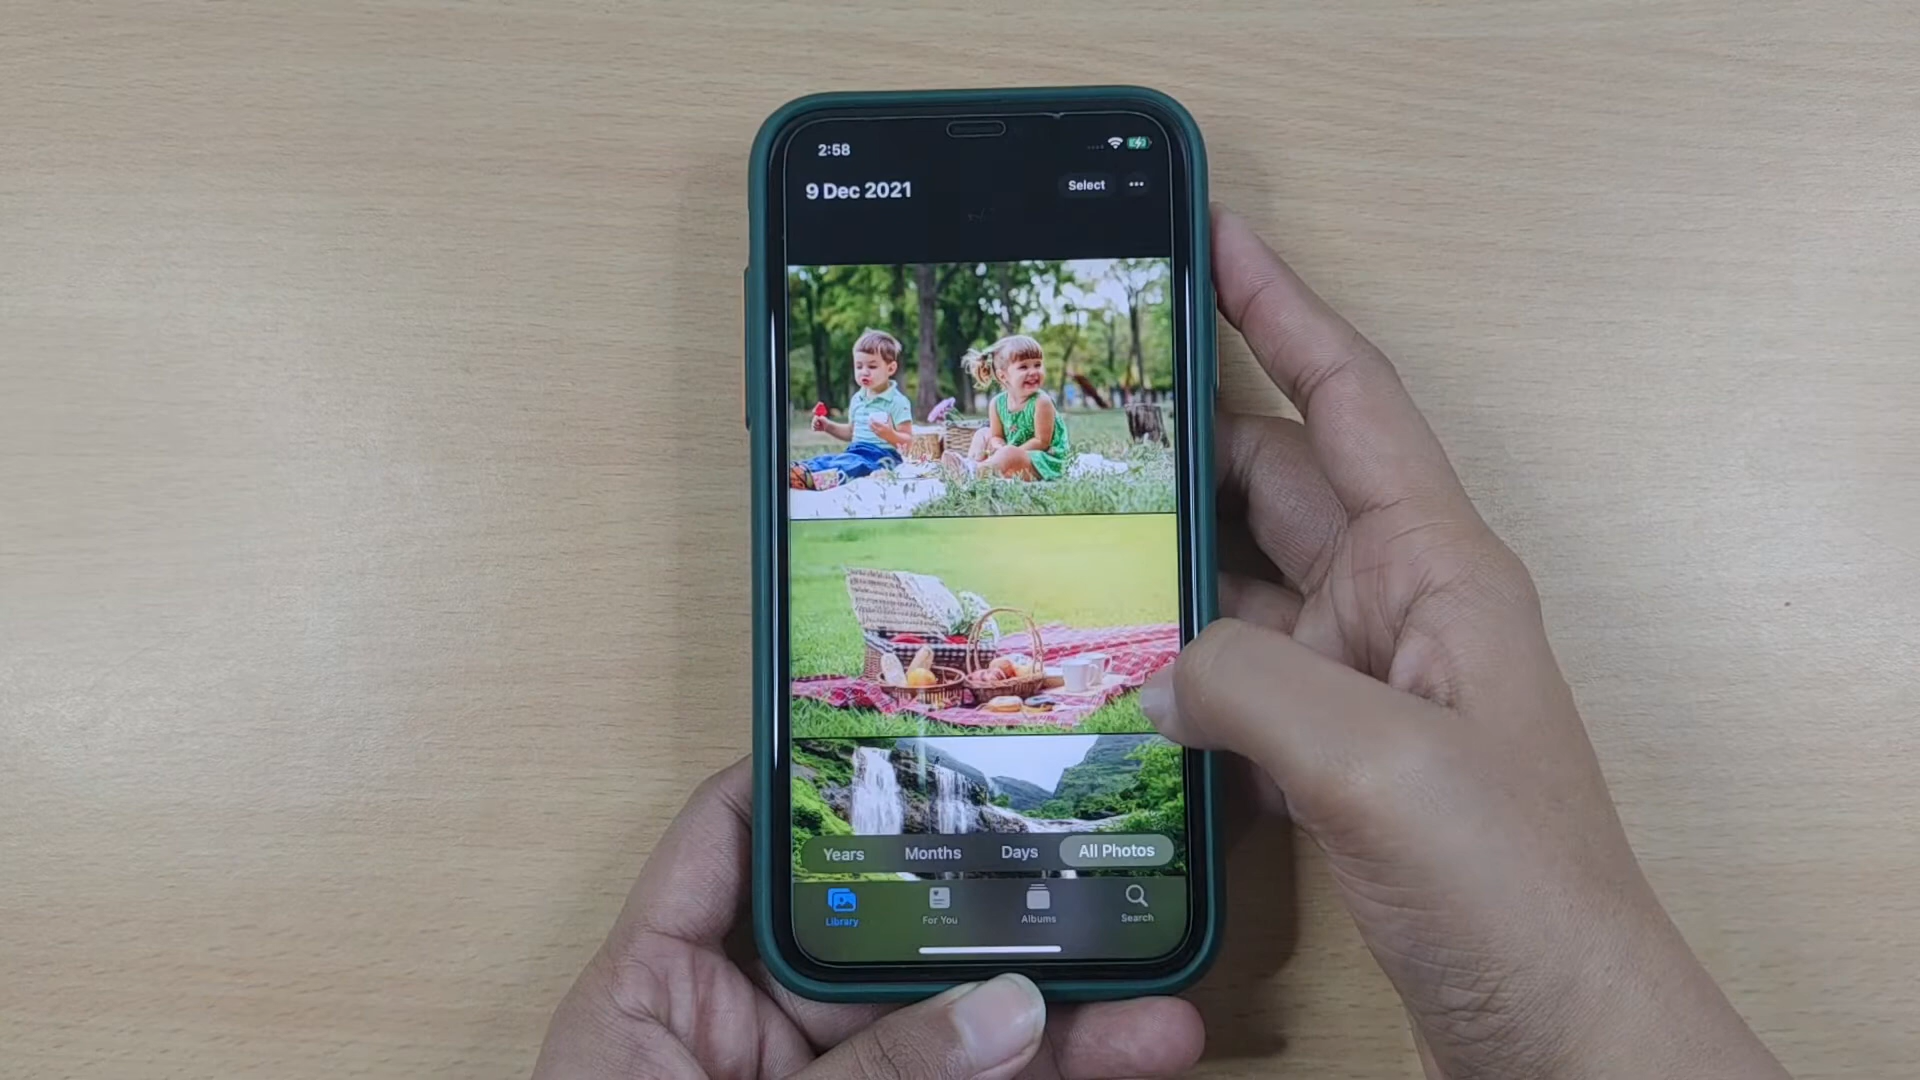 2:58
9 Dec 2021
Select
Years Months Days All Photos
Library For You Albums Search